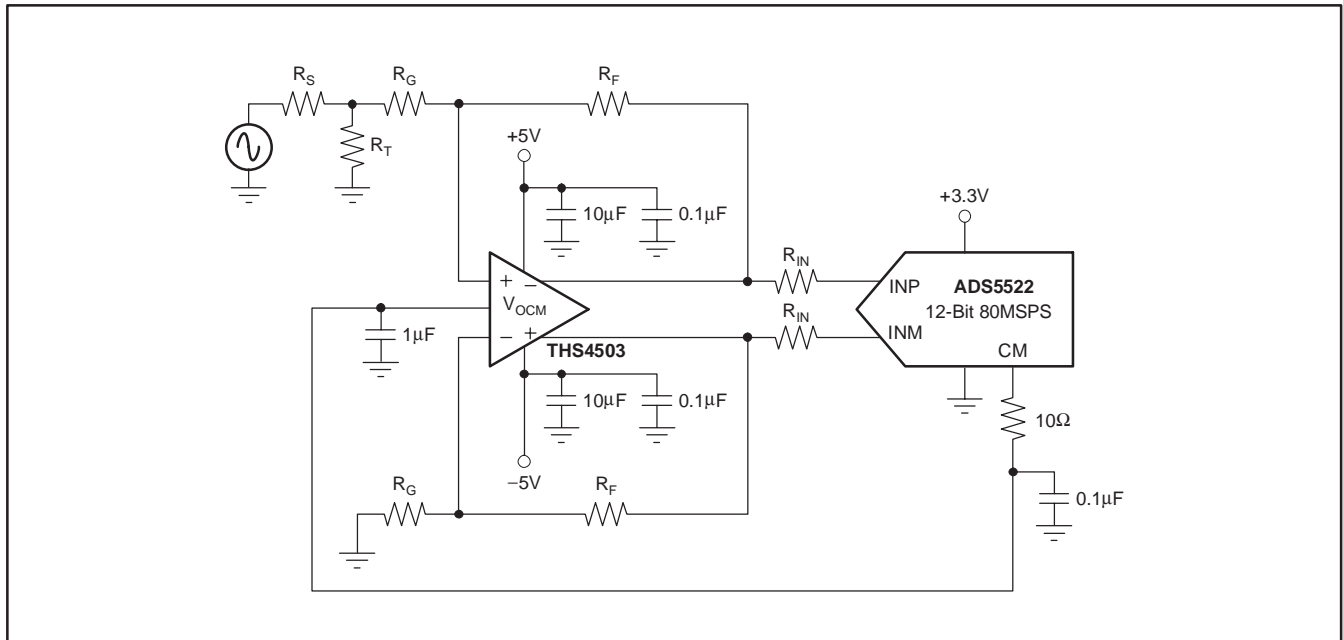 R_S
R_G
R_F
R_T
+5V
10μF
0.1μF
+3.3V
R_IN
INP
ADS5522
12-Bit 80MSPS
R_IN
INM
CM
+ −
V_OCM
− +
THS4503
1μF
10μF
0.1μF
10Ω
−5V
R_G
R_F
0.1μF